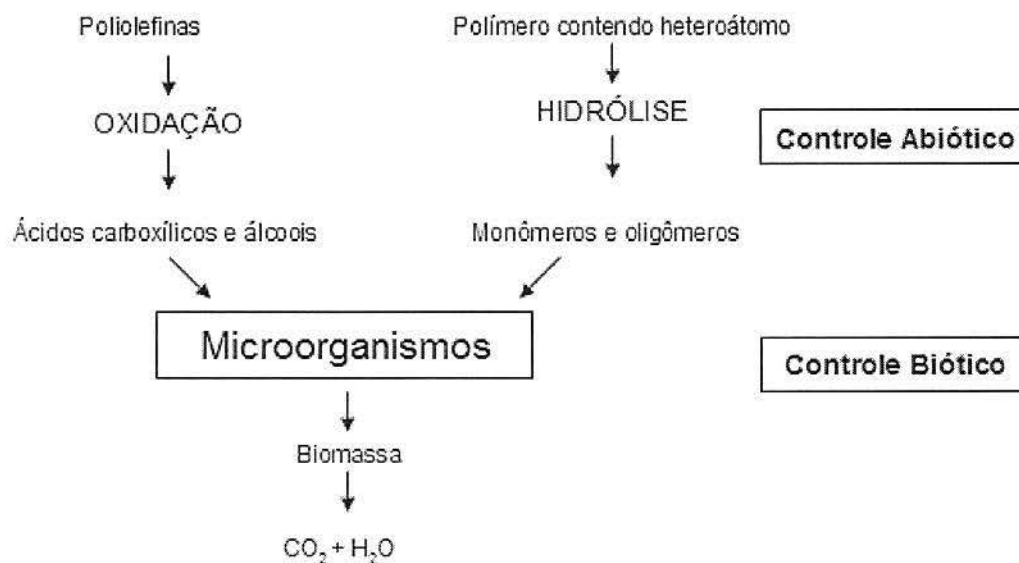 Poliolefinas
Polímero contendo heteroátomo
OXIDAÇÃO
HIDRÓLISE
Controle Abiótico
Ácidos carboxílicos e álcoois
Monômeros e oligômeros
Microorganismos
Controle Biótico
Biomassa
CO₂ + H₂O